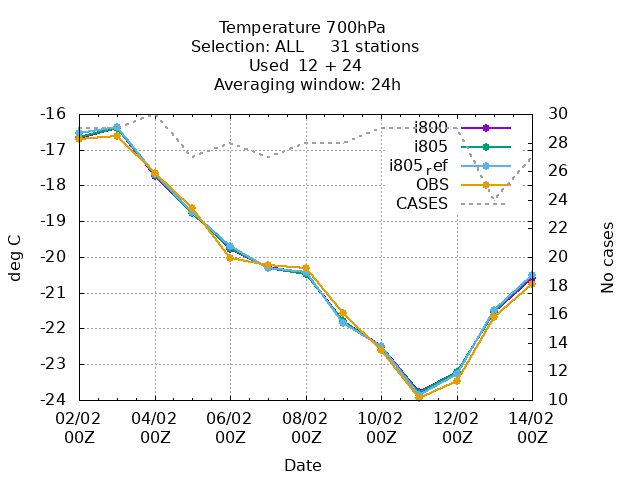 Temperature 700hPa
Selection: ALL     31 stations
Used  12 + 24
Averaging window: 24h
-16
-17
-18
-19
-20
-21
-22
-23
-24
deg C
30
28
26
24
22
20
18
16
14
12
10
No cases
i800
i805
i805ref
OBS
CASES
02/02 04/02 06/02 08/02 10/02 12/02 14/02
00Z 00Z 00Z 00Z 00Z 00Z 00Z
Date